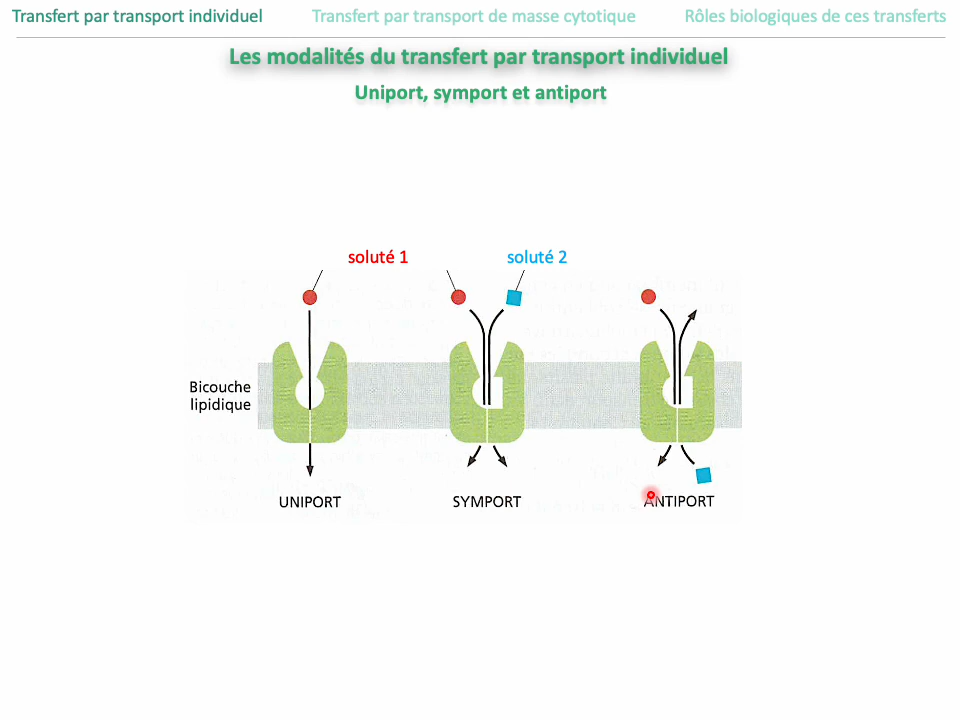 Transfert par transport individuel
Transfert par transport de masse cytotique
Rôles biologiques de ces transferts
Les modalités du transfert par transport individuel
Uniport, symport et antiport
soluté 1
soluté 2
Bicouche
lipidique
UNIPORT
SYMPORT
ANTIPORT